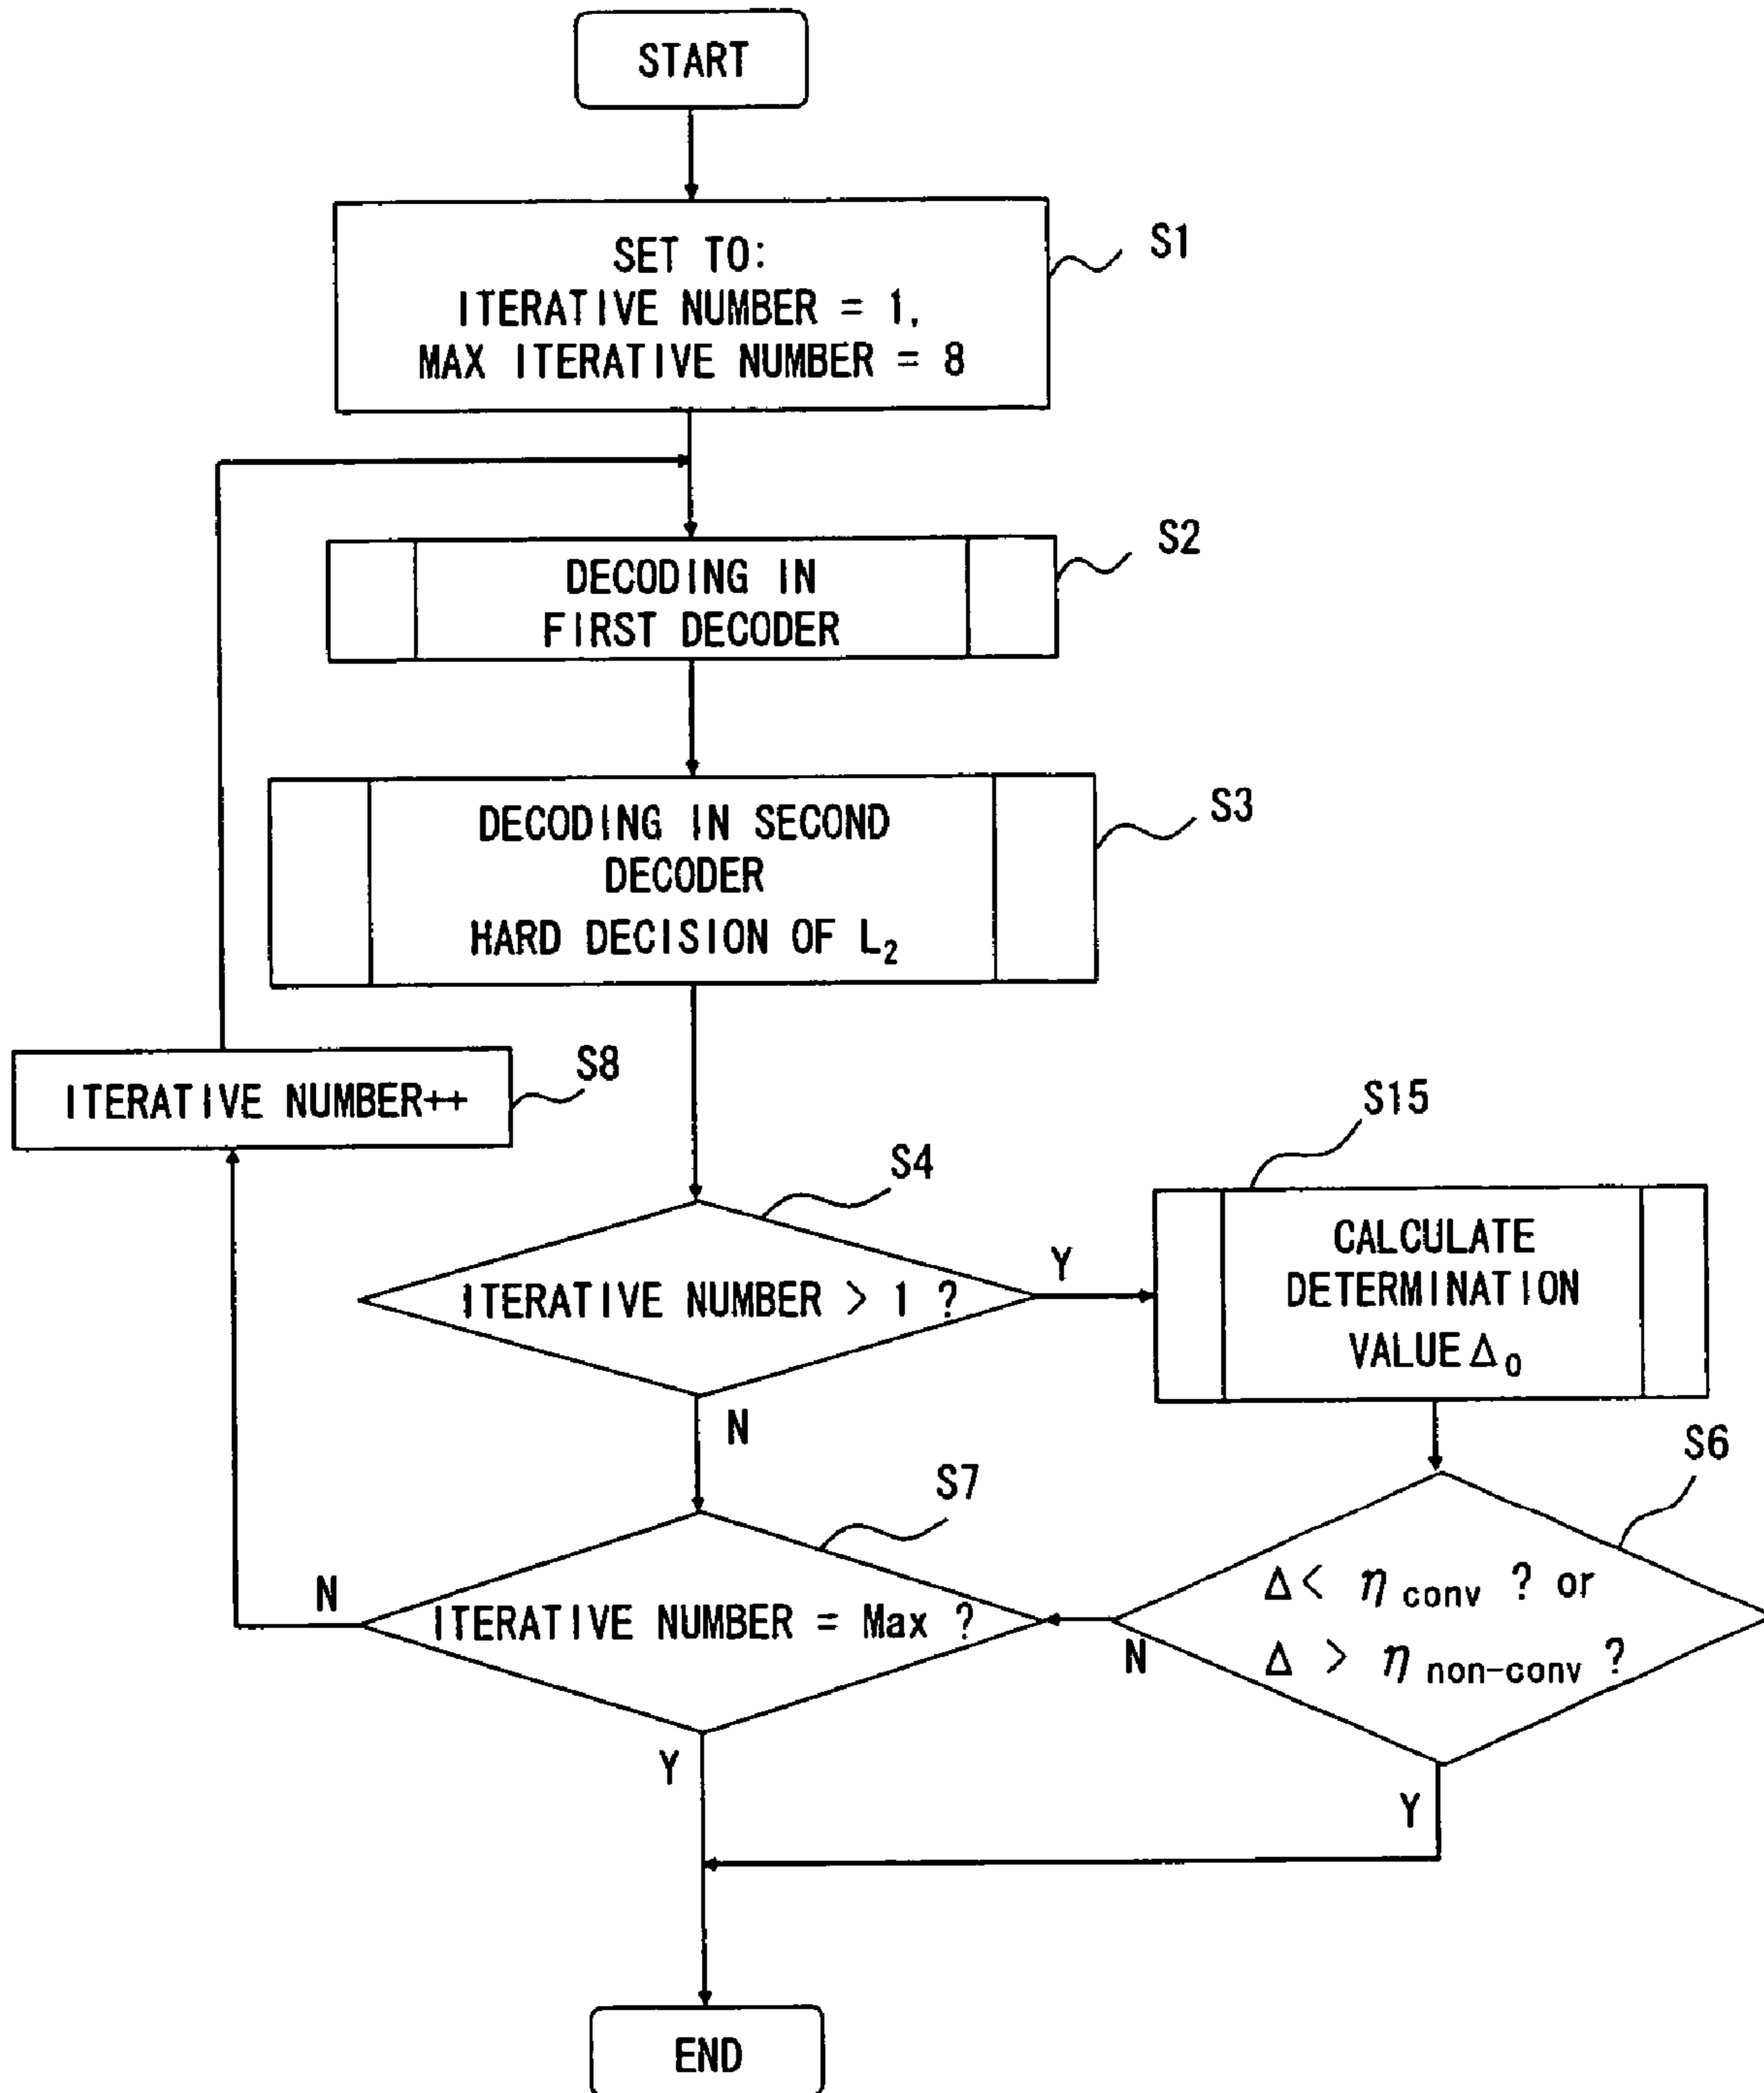 START
SET TO:
ITERATIVE NUMBER = 1,
MAX ITERATIVE NUMBER = 8
S1
DECODING IN
FIRST DECODER
S2
DECODING IN SECOND
DECODER
HARD DECISION OF L₂
S3
ITERATIVE NUMBER++
S8
ITERATIVE NUMBER > 1 ?
S4
Y
N
CALCULATE
DETERMINATION
VALUE Δ₀
S15
ITERATIVE NUMBER = Max ?
S7
N
Y
Δ< η conv ? or
Δ > η non-conv ?
S6
N
Y
END